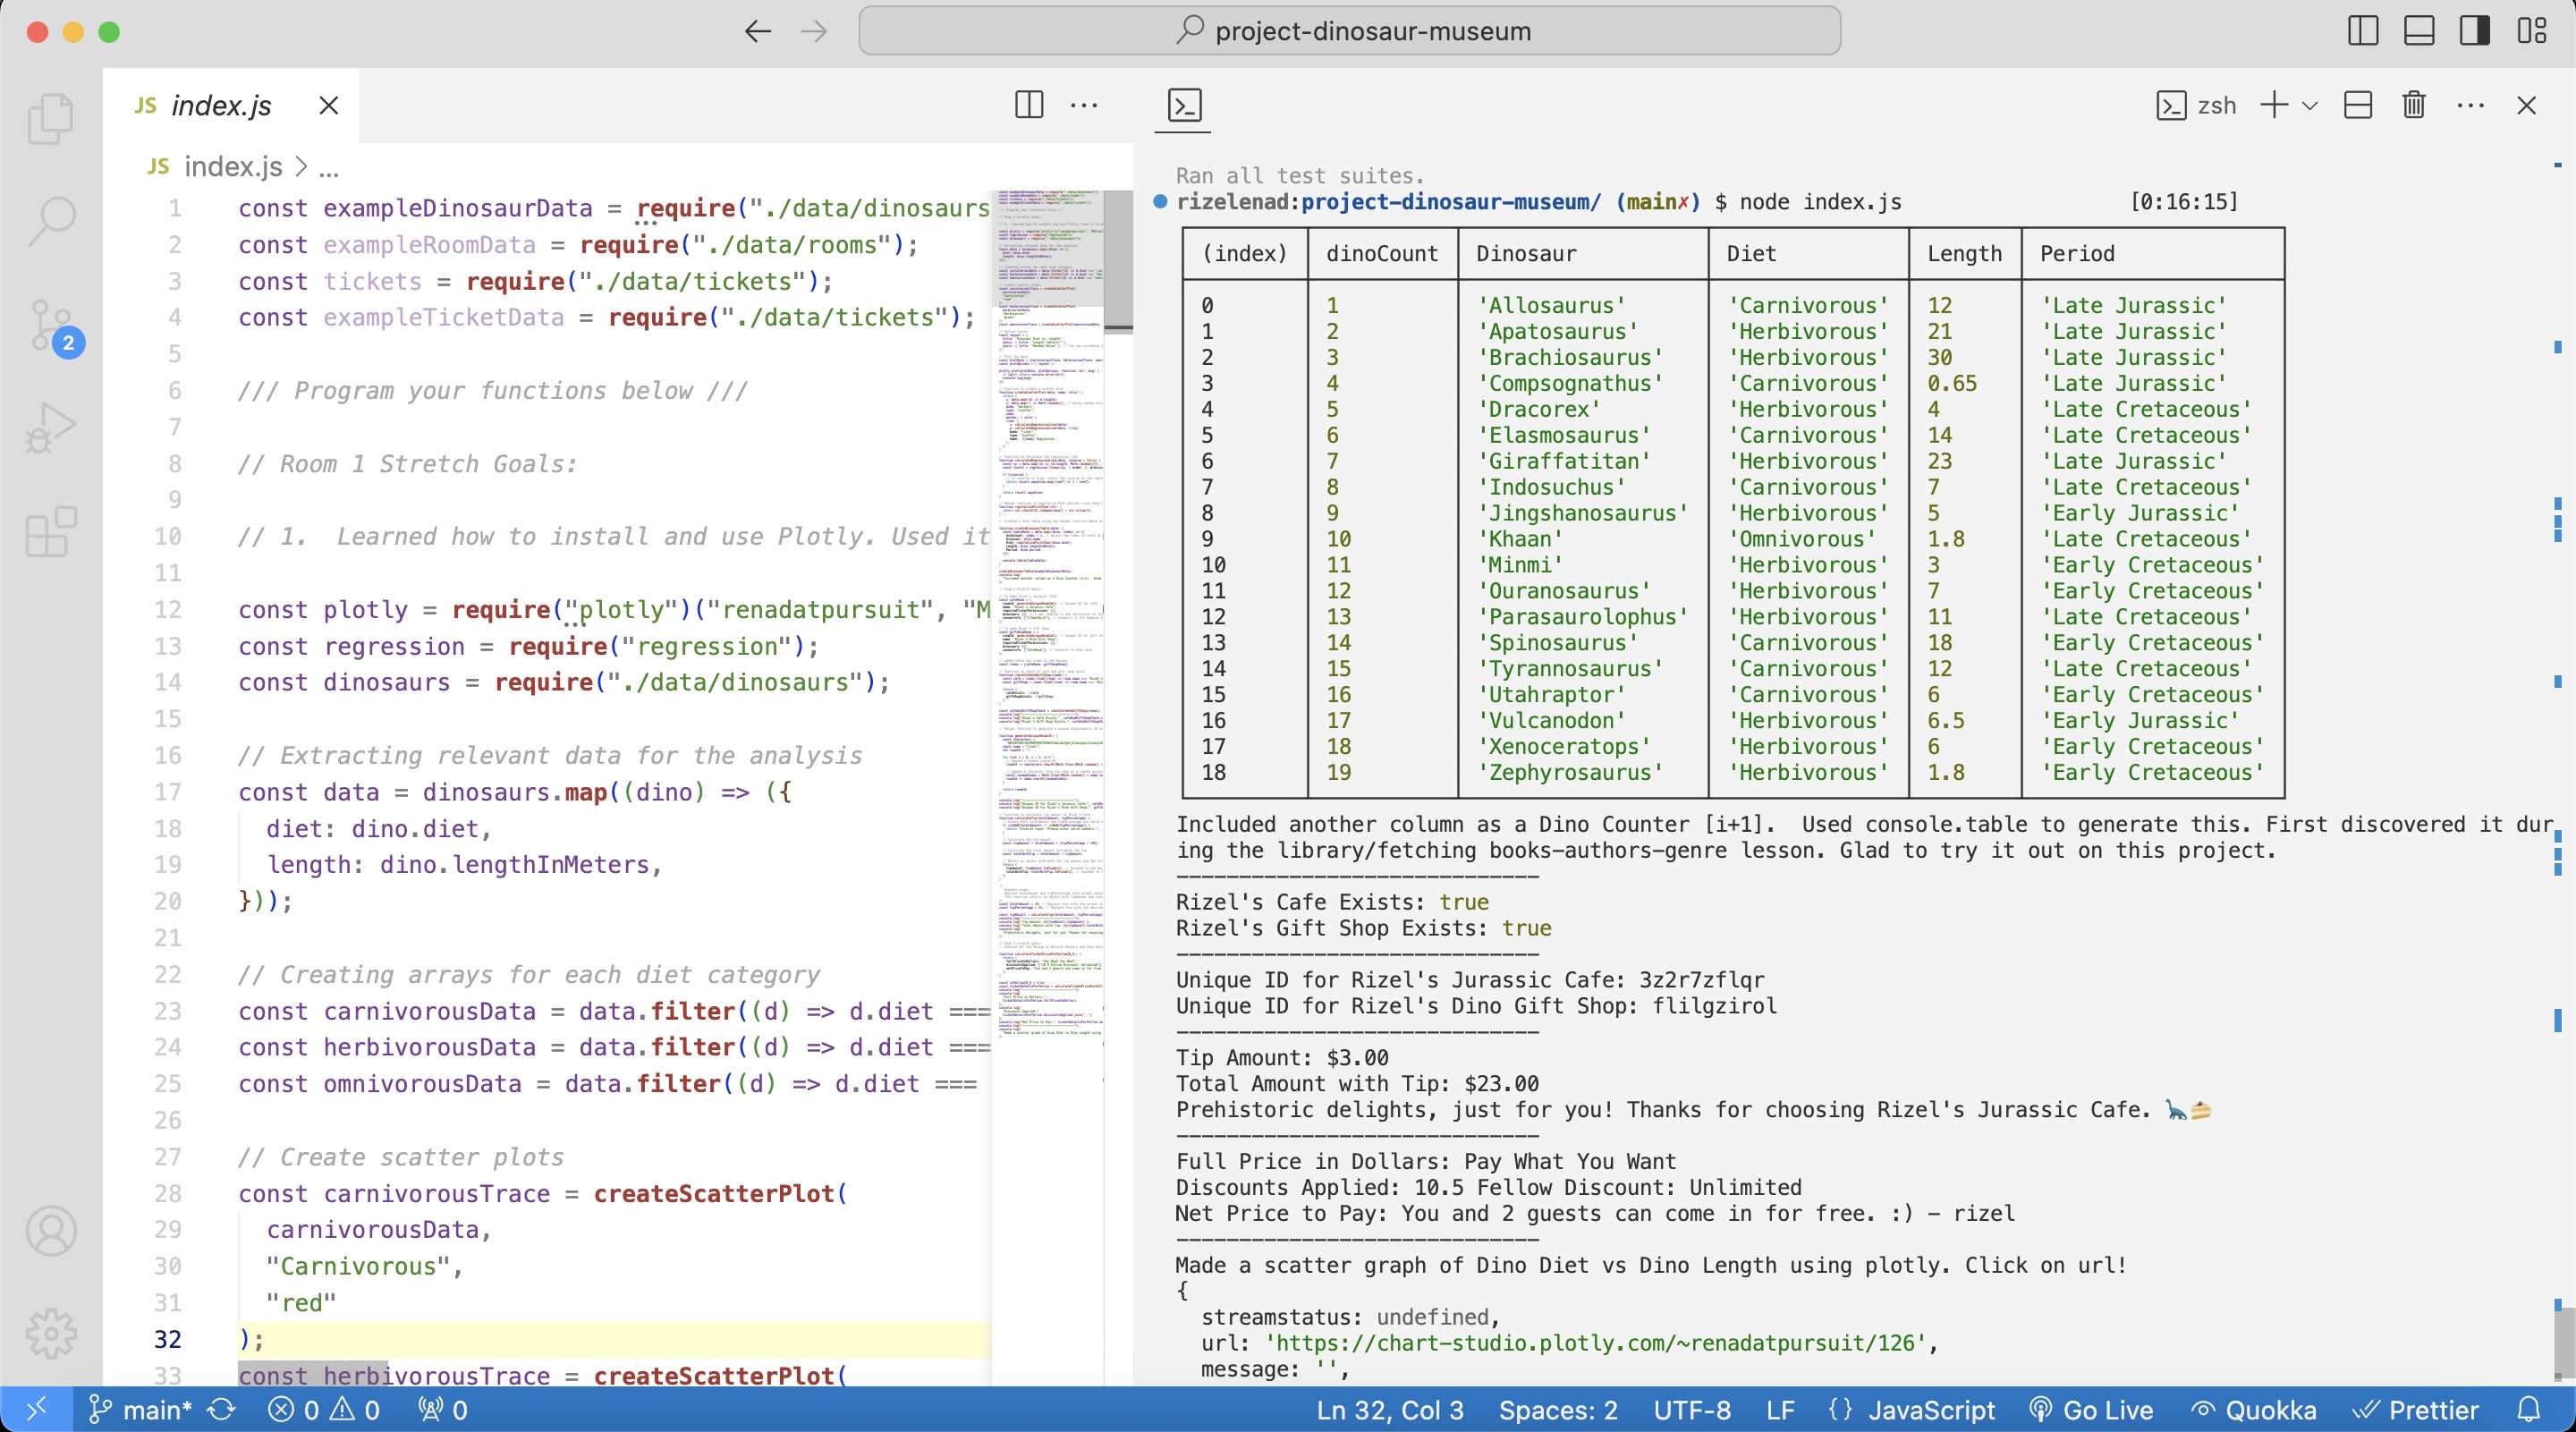 project-dinosaur-museum
JS index.js
JS index.js > ...
1 const exampleDinosaurData = require("./data/dinosaurs
2 const exampleRoomData = require("./data/rooms");
3 const tickets = require("./data/tickets");
4 const exampleTicketData = require("./data/tickets");
5
6 /// Program your functions below ///
7
8 // Room 1 Stretch Goals:
9
10 // 1.  Learned how to install and use Plotly. Used it
11
12 const plotly = require("plotly")("renadatpursuit", "M
13 const regression = require("regression");
14 const dinosaurs = require("./data/dinosaurs");
15
16 // Extracting relevant data for the analysis
17 const data = dinosaurs.map((dino) => ({
18   diet: dino.diet,
19   length: dino.lengthInMeters,
20 }));
21
22 // Creating arrays for each diet category
23 const carnivorousData = data.filter((d) => d.diet ===
24 const herbivorousData = data.filter((d) => d.diet ===
25 const omnivorousData = data.filter((d) => d.diet ===
26
27 // Create scatter plots
28 const carnivorousTrace = createScatterPlot(
29   carnivorousData,
30   "Carnivorous",
31   "red"
32 );
33 const herbivorousTrace = createScatterPlot(
2
zsh
Ran all test suites.
rizelenad:project-dinosaur-museum/ (main✗) $ node index.js [0:16:15]
(index) dinoCount Dinosaur Diet Length Period
0 1 'Allosaurus' 'Carnivorous' 12 'Late Jurassic'
1 2 'Apatosaurus' 'Herbivorous' 21 'Late Jurassic'
2 3 'Brachiosaurus' 'Herbivorous' 30 'Late Jurassic'
3 4 'Compsognathus' 'Carnivorous' 0.65 'Late Jurassic'
4 5 'Dracorex' 'Herbivorous' 4 'Late Cretaceous'
5 6 'Elasmosaurus' 'Carnivorous' 14 'Late Cretaceous'
6 7 'Giraffatitan' 'Herbivorous' 23 'Late Jurassic'
7 8 'Indosuchus' 'Carnivorous' 7 'Late Cretaceous'
8 9 'Jingshanosaurus' 'Herbivorous' 5 'Early Jurassic'
9 10 'Khaan' 'Omnivorous' 1.8 'Late Cretaceous'
10 11 'Minmi' 'Herbivorous' 3 'Early Cretaceous'
11 12 'Ouranosaurus' 'Herbivorous' 7 'Early Cretaceous'
12 13 'Parasaurolophus' 'Herbivorous' 11 'Late Cretaceous'
13 14 'Spinosaurus' 'Carnivorous' 18 'Early Cretaceous'
14 15 'Tyrannosaurus' 'Carnivorous' 12 'Late Cretaceous'
15 16 'Utahraptor' 'Carnivorous' 6 'Early Cretaceous'
16 17 'Vulcanodon' 'Herbivorous' 6.5 'Early Jurassic'
17 18 'Xenoceratops' 'Herbivorous' 6 'Early Cretaceous'
18 19 'Zephyrosaurus' 'Herbivorous' 1.8 'Early Cretaceous'
Included another column as a Dino Counter [i+1].  Used console.table to generate this. First discovered it dur
ing the library/fetching books-authors-genre lesson. Glad to try it out on this project.
-----------------------------
Rizel's Cafe Exists: true
Rizel's Gift Shop Exists: true
-----------------------------
Unique ID for Rizel's Jurassic Cafe: 3z2r7zflqr
Unique ID for Rizel's Dino Gift Shop: flilgzirol
-----------------------------
Tip Amount: $3.00
Total Amount with Tip: $23.00
Prehistoric delights, just for you! Thanks for choosing Rizel's Jurassic Cafe. 🦕🍰
-----------------------------
Full Price in Dollars: Pay What You Want
Discounts Applied: 10.5 Fellow Discount: Unlimited
Net Price to Pay: You and 2 guests can come in for free. :) - rizel
-----------------------------
Made a scatter graph of Dino Diet vs Dino Length using plotly. Click on url!
{
  streamstatus: undefined,
  url: 'https://chart-studio.plotly.com/~renadatpursuit/126',
  message: '',
main* 0 0 0 Ln 32, Col 3 Spaces: 2 UTF-8 LF {} JavaScript Go Live Quokka Prettier